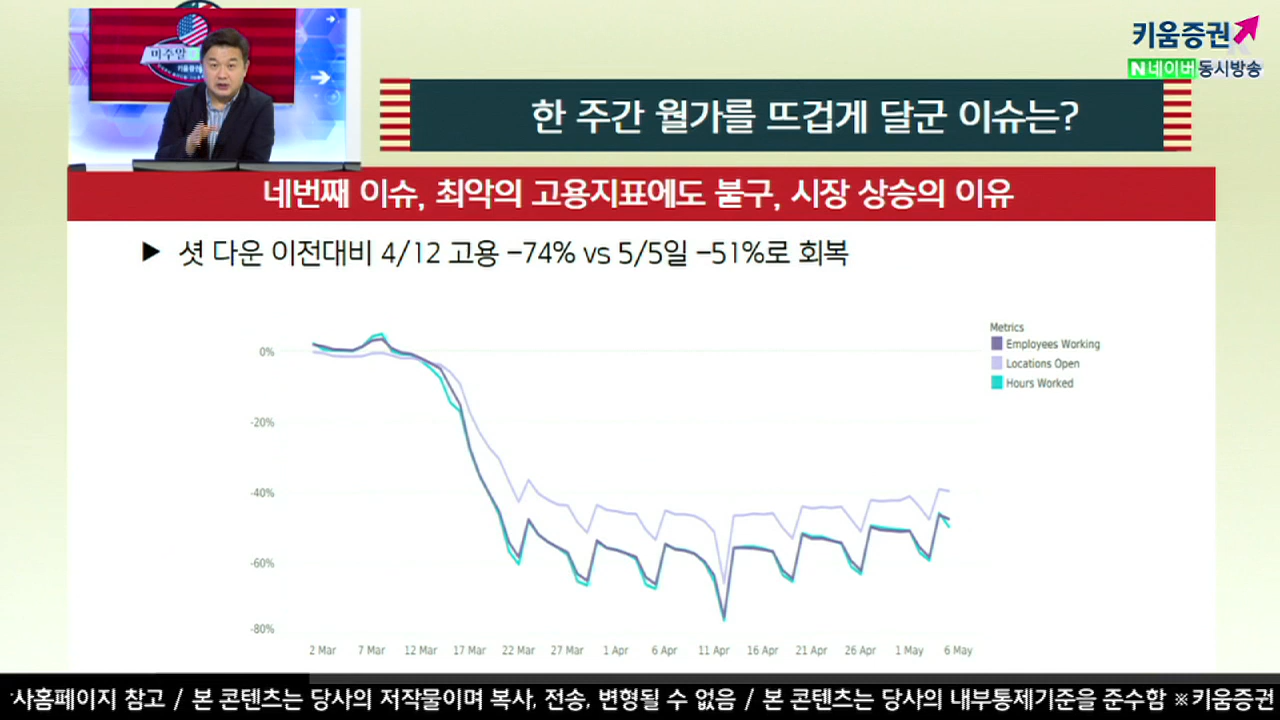 미주알
키움증권
키움증권
N 네이버 동시방송
한 주간 월가를 뜨겁게 달군 이슈는?
네번째 이슈, 최악의 고용지표에도 불구, 시장 상승의 이유
▶ 셧 다운 이전대비 4/12 고용 -74% vs 5/5일 -51%로 회복
Metrics
Employees Working
Locations Open
Hours Worked
0%
-20%
-40%
-60%
-80%
2 Mar 7 Mar 12 Mar 17 Mar 22 Mar 27 Mar 1 Apr 6 Apr 11 Apr 16 Apr 21 Apr 26 Apr 1 May 6 May
사홈페이지 참고 / 본 콘텐츠는 당사의 저작물이며 복사, 전송, 변형될 수 없음 / 본 콘텐츠는 당사의 내부통제기준을 준수함 ※키움증권